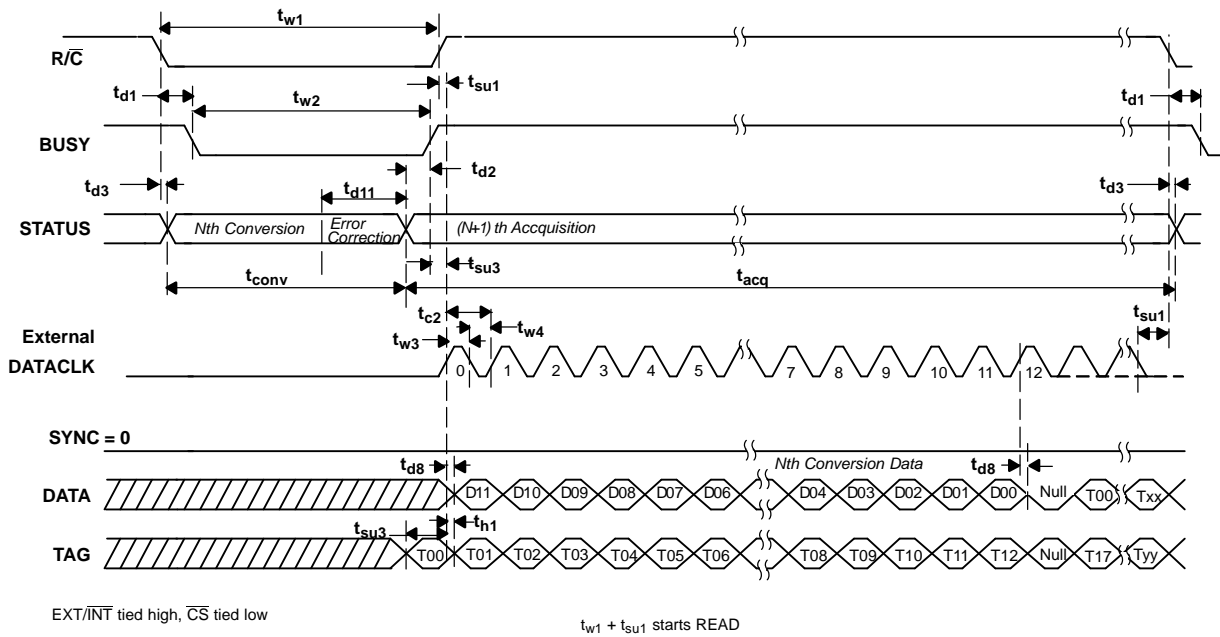 tw1
R/C̅
tsu1
td1
tw2
td1
BUSY
td2
td3
td11
td3
STATUS
Nth Conversion
Error
Correction
(N+1) th Accquisition
tsu3
tconv
tacq
tc2
tsu1
External
tw4
tw3
DATACLK
0 1 2 3 4 5 7 8 9 10 11 12
SYNC = 0
Nth Conversion Data
td8
td8
DATA
D11 D10 D09 D08 D07 D06 D04 D03 D02 D01 D00 Null T00 Txx
tsu3
th1
TAG
T00 T01 T02 T03 T04 T05 T06 T08 T09 T10 T11 T12 Null T17 Tyy
EXT/I̅N̅T̅ tied high, C̅S̅ tied low
tw1 + tsu1 starts READ